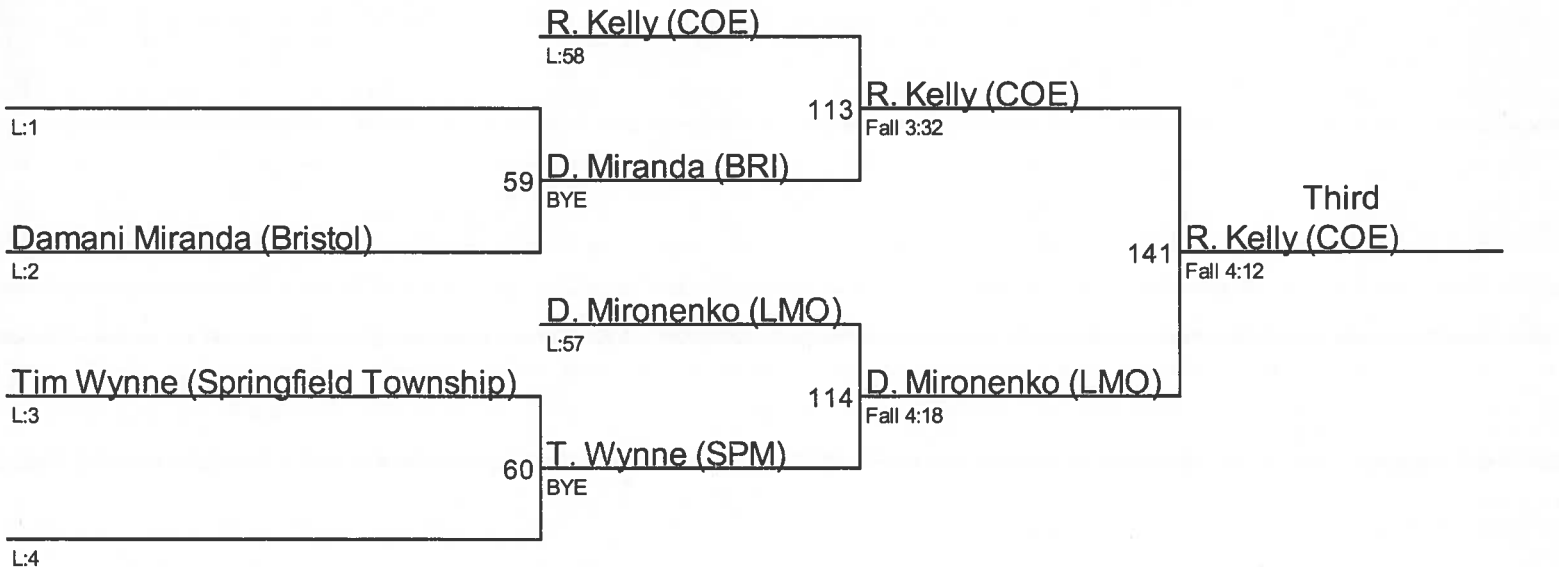 R. Kelly (COE)
L:58
L:1
113
R. Kelly (COE)
Fall 3:32
59
D. Miranda (BRI)
BYE
Damani Miranda (Bristol)
L:2
Third
141
R. Kelly (COE)
Fall 4:12
D. Mironenko (LMO)
L:57
Tim Wynne (Springfield Township)
L:3
114
D. Mironenko (LMO)
Fall 4:18
60
T. Wynne (SPM)
BYE
L:4